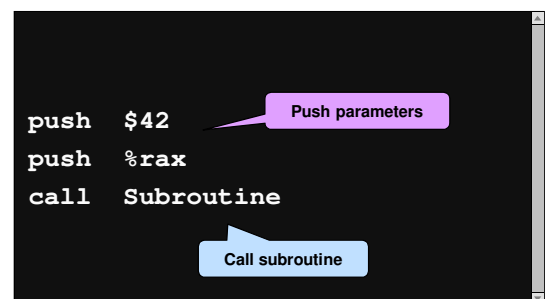 Push parameters
push $42
push %rax
call Subroutine
Call subroutine